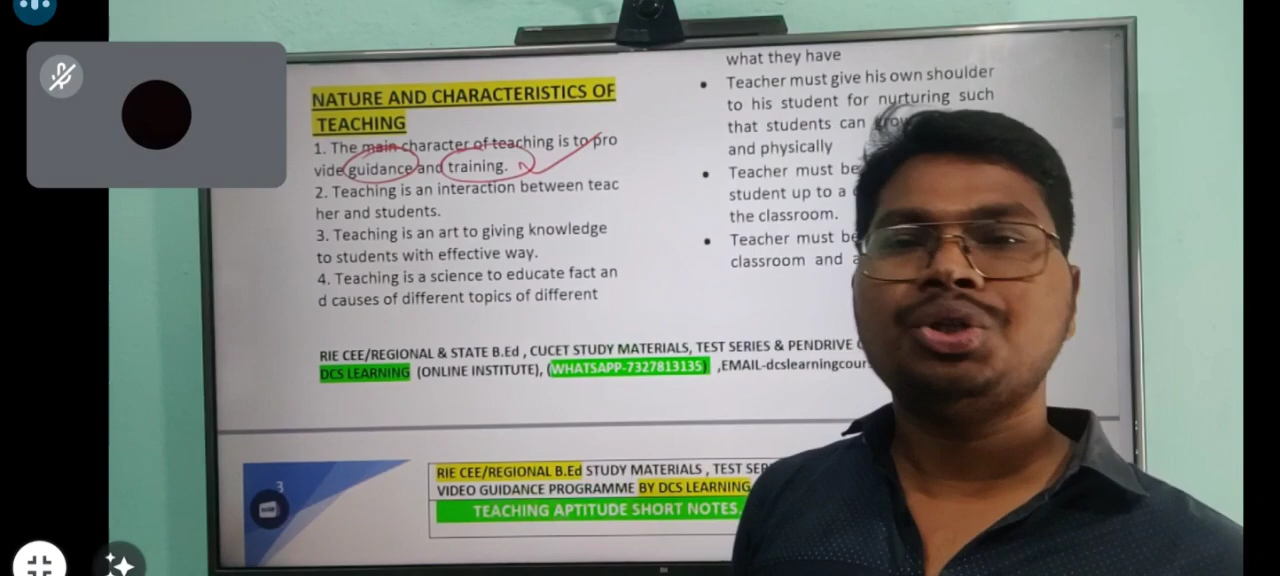 NATURE AND CHARACTERISTICS OF
TEACHING
1. The main character of teaching is to pro
vide guidance and training.
2. Teaching is an interaction between teac
her and students.
3. Teaching is an art to giving knowledge
to students with effective way.
4. Teaching is a science to educate fact an
d causes of different topics of different
what they have
• Teacher must give his own shoulder
to his student for nurturing such
that students can
and physically
• Teacher must be
student up to a
the classroom.
• Teacher must be
classroom and
RIE CEE/REGIONAL & STATE B.Ed , CUCET STUDY MATERIALS, TEST SERIES & PENDRIVE
DCS LEARNING (ONLINE INSTITUTE), (WHATSAPP-7327813135) ,EMAIL-dcslearningcour
3
RIE CEE/REGIONAL B.Ed STUDY MATERIALS , TEST SER
VIDEO GUIDANCE PROGRAMME BY DCS LEARNING
TEACHING APTITUDE SHORT NOTES